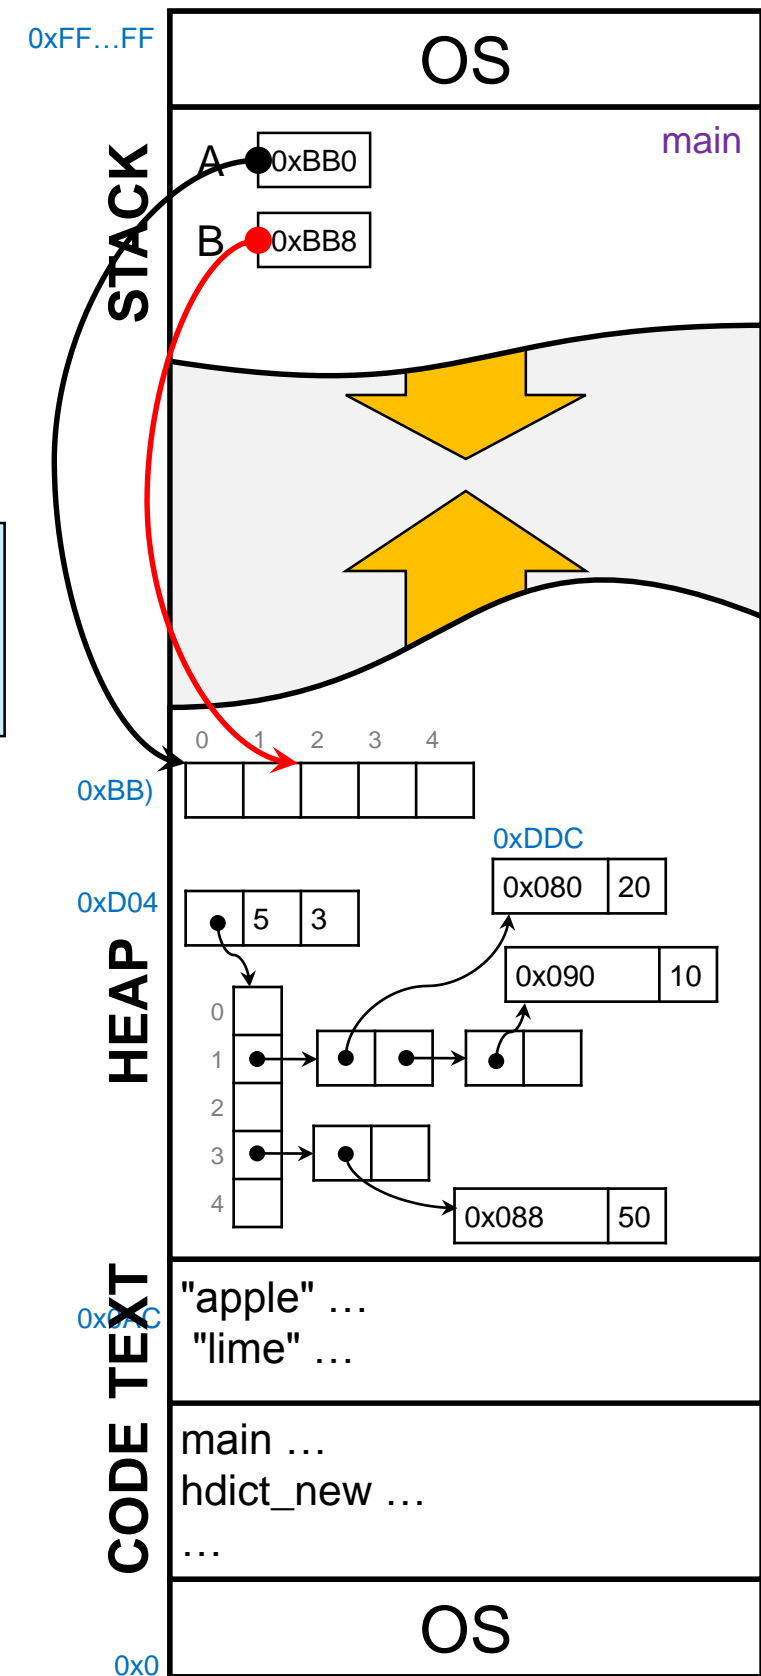 0xFF…FF
OS
STACK
main
A 0xBB0
B 0xBB8
0 1 2 3 4
0xBB)
0xDDC
0x080 20
0xD04
5 3
HEAP
0x090 10
0
1
2
3
4
0x088 50
TEXT
0x0AC
"apple" …
"lime" …
CODE
main …
hdict_new …
…
OS
0x0